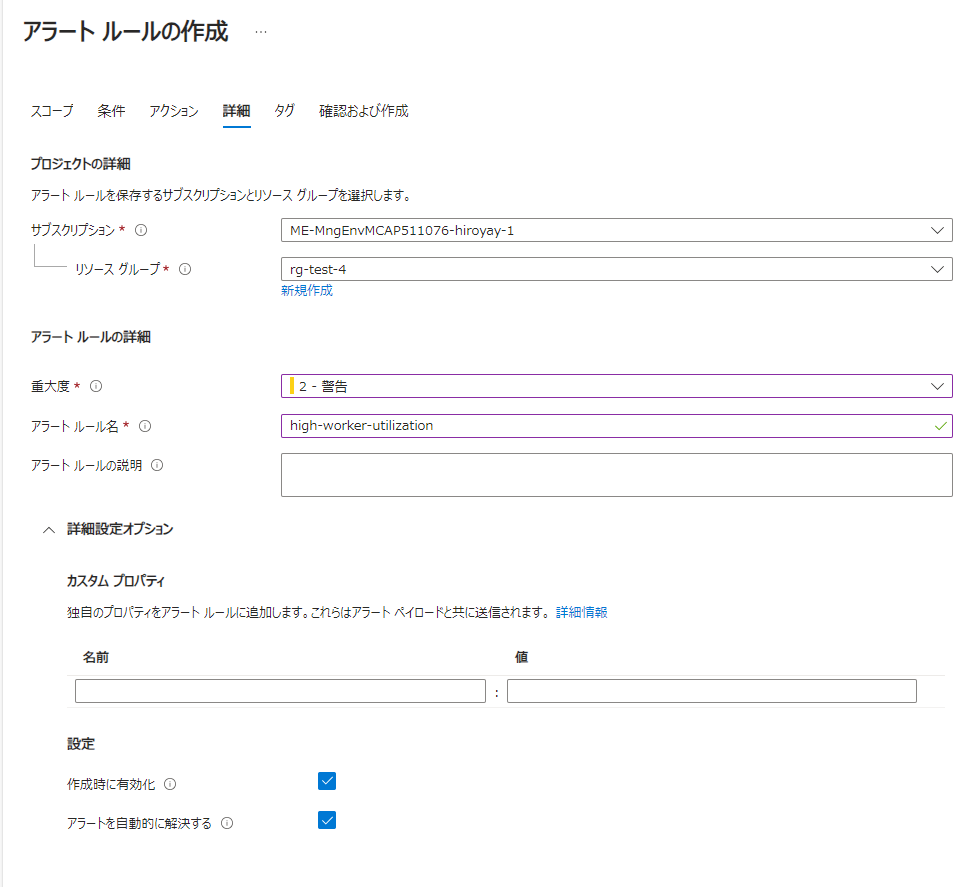 アラート ルールの作成 …
スコープ 条件 アクション 詳細 タグ 確認および作成
プロジェクトの詳細
アラート ルールを保存するサブスクリプションとリソース グループを選択します。
サブスクリプション * ME-MngEnvMCAP511076-hiroyay-1
リソース グループ * rg-test-4
新規作成
アラート ルールの詳細
重大度 * 2 - 警告
アラート ルール名 * high-worker-utilization
アラート ルールの説明
詳細設定オプション
カスタム プロパティ
独自のプロパティをアラート ルールに追加します。これらはアラート ペイロードと共に送信されます。 詳細情報
名前 値
:
設定
作成時に有効化
アラートを自動的に解決する